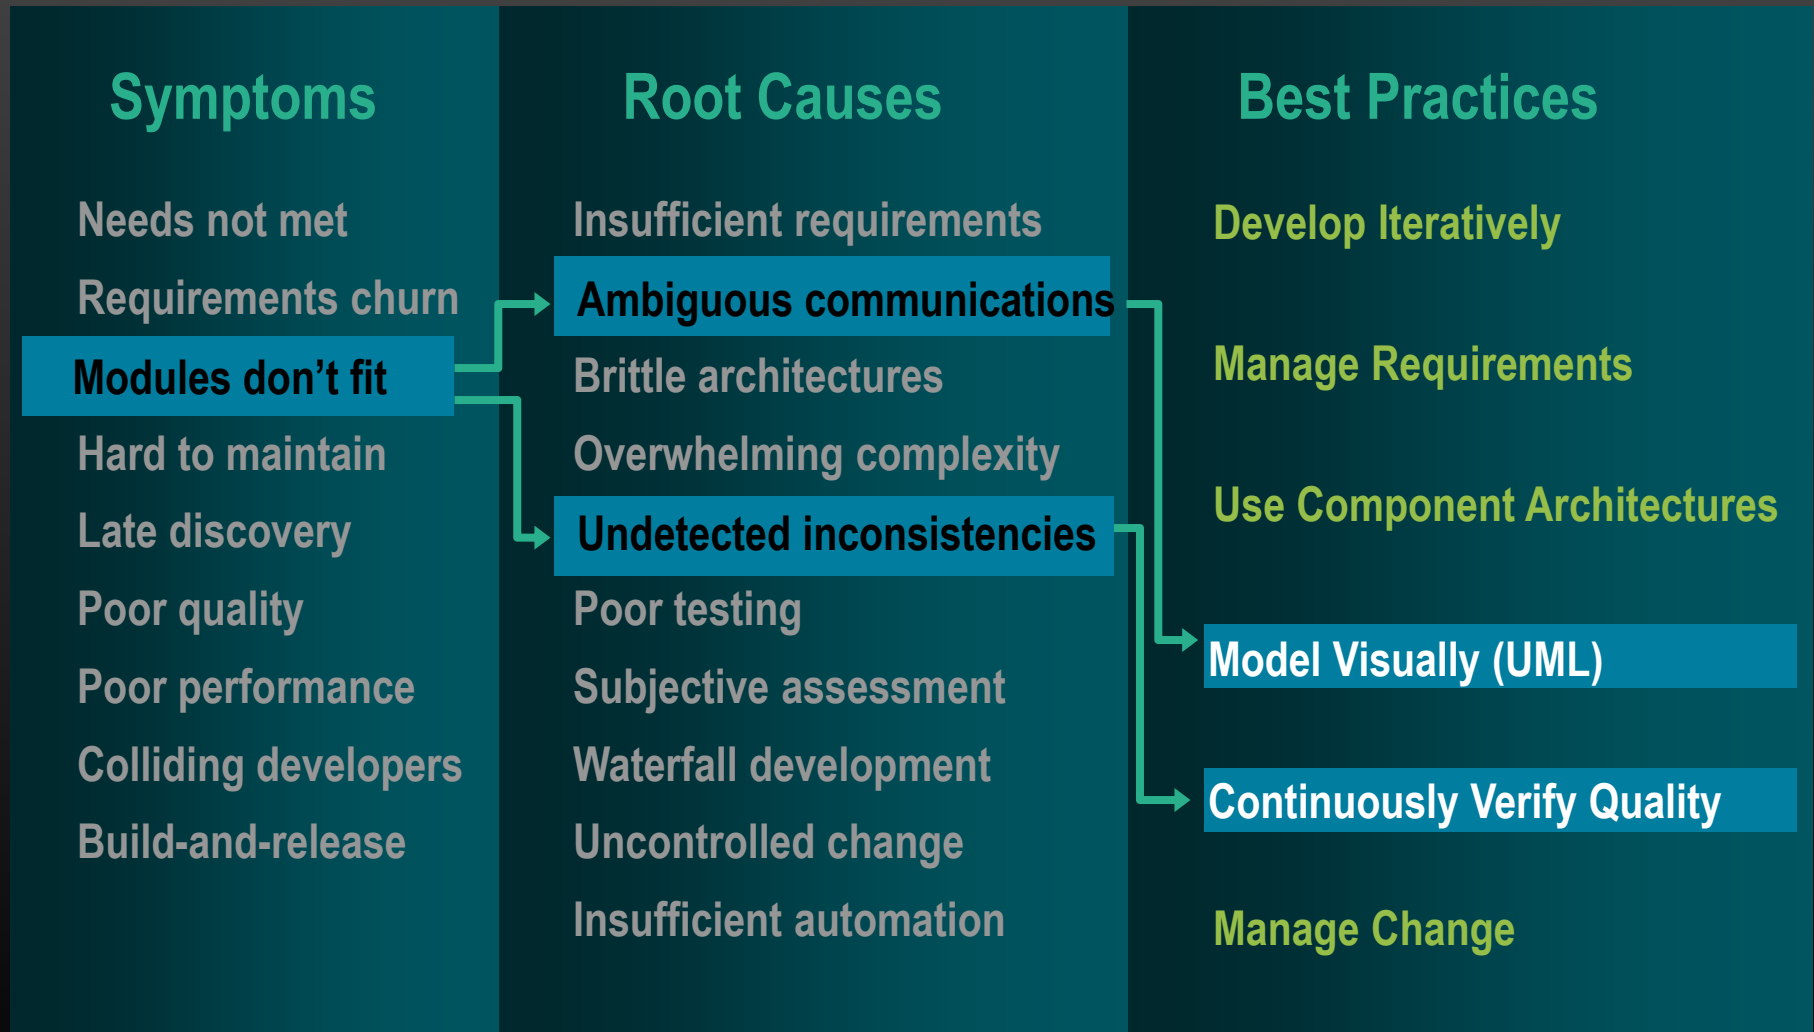 Symptoms
Needs not met
Requirements churn
Modules don’t fit
Hard to maintain
Late discovery
Poor quality
Poor performance
Colliding developers
Build-and-release
Root Causes
Insufficient requirements
Ambiguous communications
Brittle architectures
Overwhelming complexity
Undetected inconsistencies
Poor testing
Subjective assessment
Waterfall development
Uncontrolled change
Insufficient automation
Best Practices
Develop Iteratively
Manage Requirements
Use Component Architectures
Model Visually (UML)
Continuously Verify Quality
Manage Change